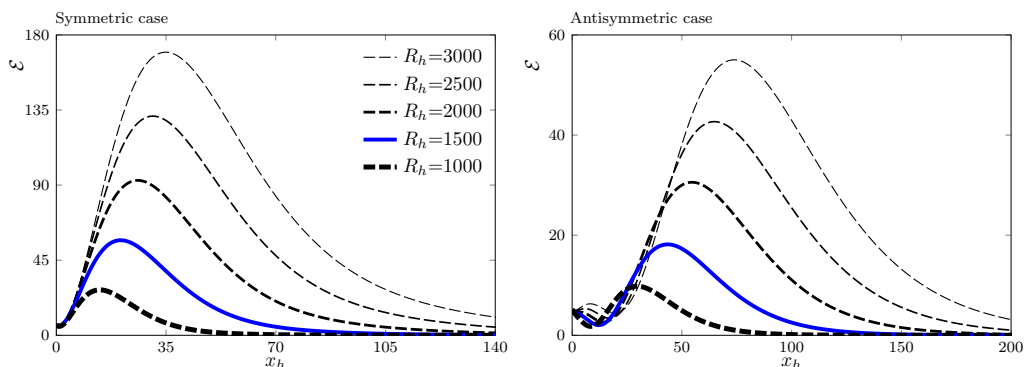 Symmetric case
180
135
90
45
0
ℰ
R_h=3000
R_h=2500
R_h=2000
R_h=1500
R_h=1000
0 35 70 105 140
x_h
Antisymmetric case
60
40
20
0
ℰ
0 50 100 150 200
x_h